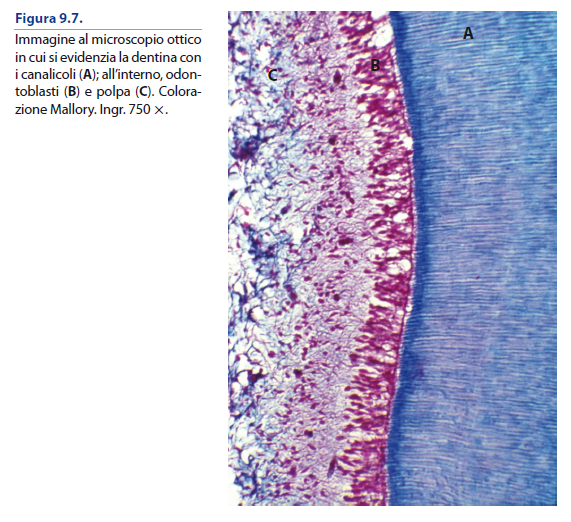 Figura 9.7.
Immagine al microscopio ottico
in cui si evidenzia la dentina con
i canalicoli (A); all'interno, odon-
toblasti (B) e polpa (C). Colora-
zione Mallory. Ingr. 750 ×.
A
B
C